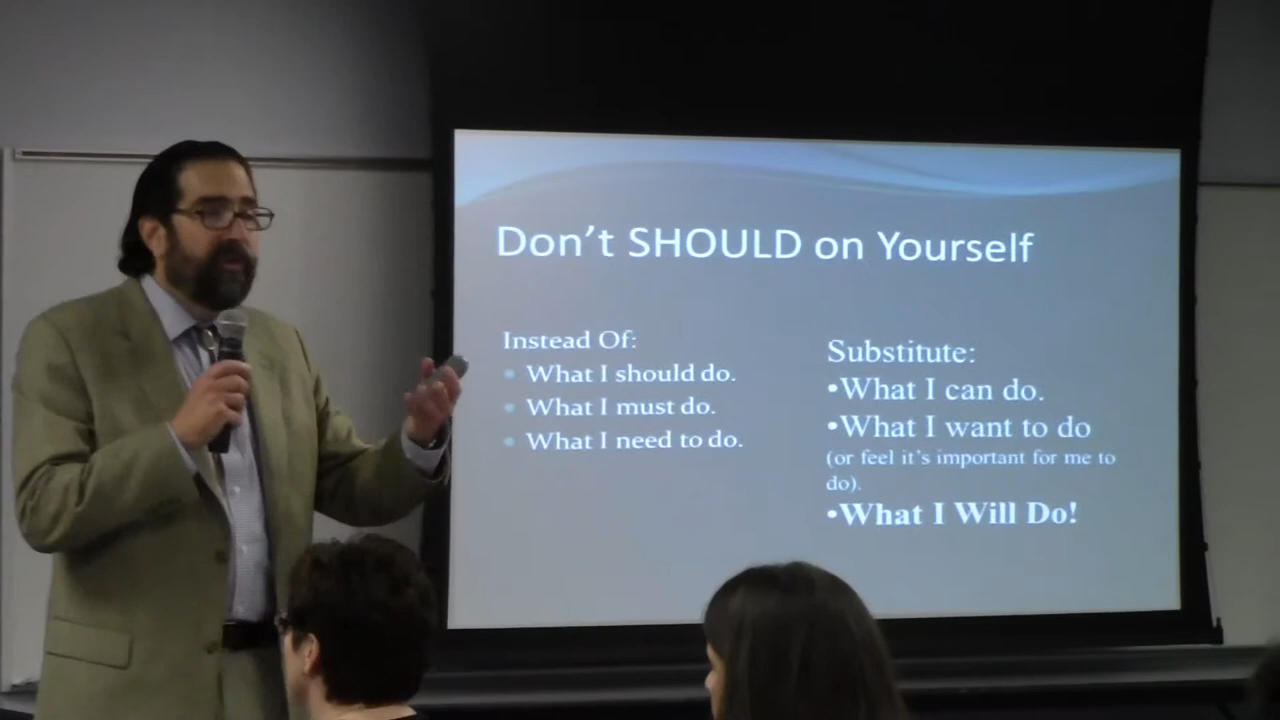 Don't SHOULD on Yourself
Instead Of:
• What I should do.
• What I must do.
• What I need to do.
Substitute:
•What I can do.
•What I want to do
(or feel it's important for me to
do).
•What I Will Do!